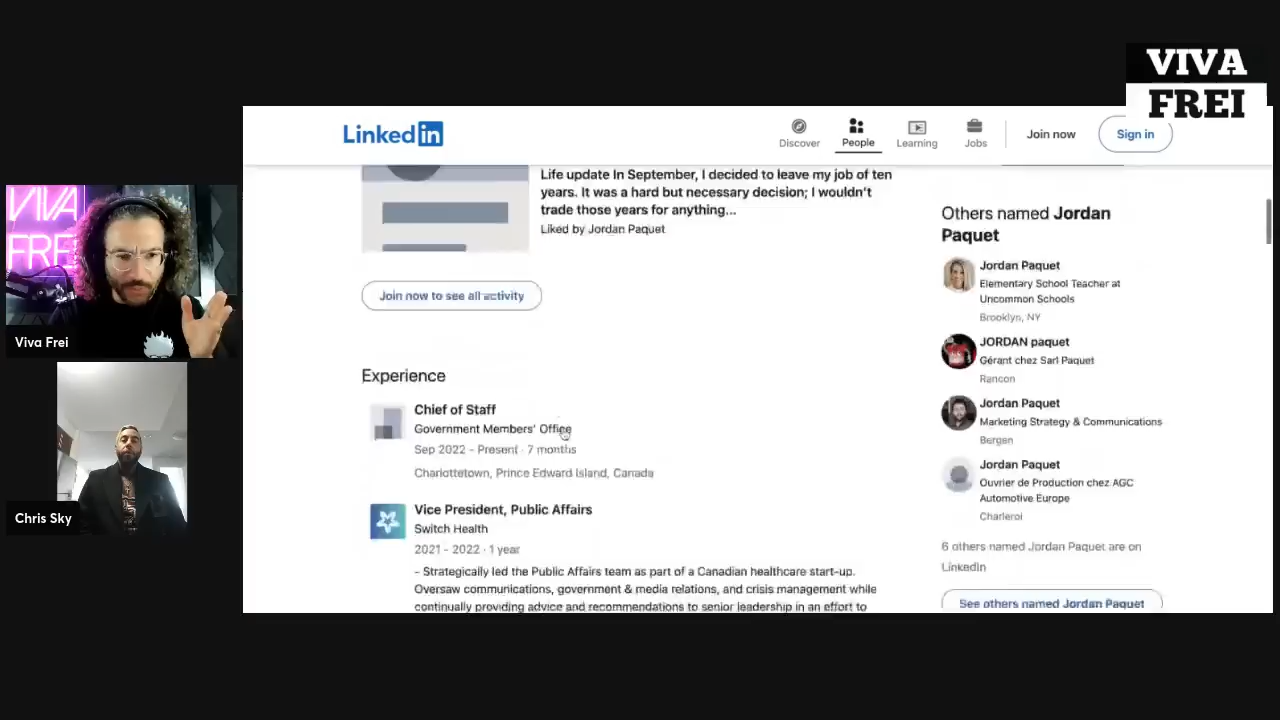 VIVA
FREI
LinkedIn
Discover
People
Learning
Jobs
Join now
Sign in
Life update In September, I decided to leave my job of ten
years. It was a hard but necessary decision; I wouldn't
trade those years for anything...
Liked by Jordan Paquet
Join now to see all activity
Experience
Chief of Staff
Government Members' Office
Sep 2022 - Present · 7 months
Charlottetown, Prince Edward Island, Canada
Vice President, Public Affairs
Switch Health
2021 - 2022 · 1 year
- Strategically led the Public Affairs team as part of a Canadian healthcare start-up.
Oversaw communications, government & media relations, and crisis management while
continually providing advice and recommendations to senior leadership in an effort to
Others named Jordan
Paquet
Jordan Paquet
Elementary School Teacher at
Uncommon Schools
Brooklyn, NY
JORDAN paquet
Gérant chez Sarl Paquet
Rancon
Jordan Paquet
Marketing Strategy & Communications
Bergen
Jordan Paquet
Ouvrier de Production chez AGC
Automotive Europe
Charleroi
6 others named Jordan Paquet are on
LinkedIn
See others named Jordan Paquet
VIVA
FREI
Viva Frei
Chris Sky